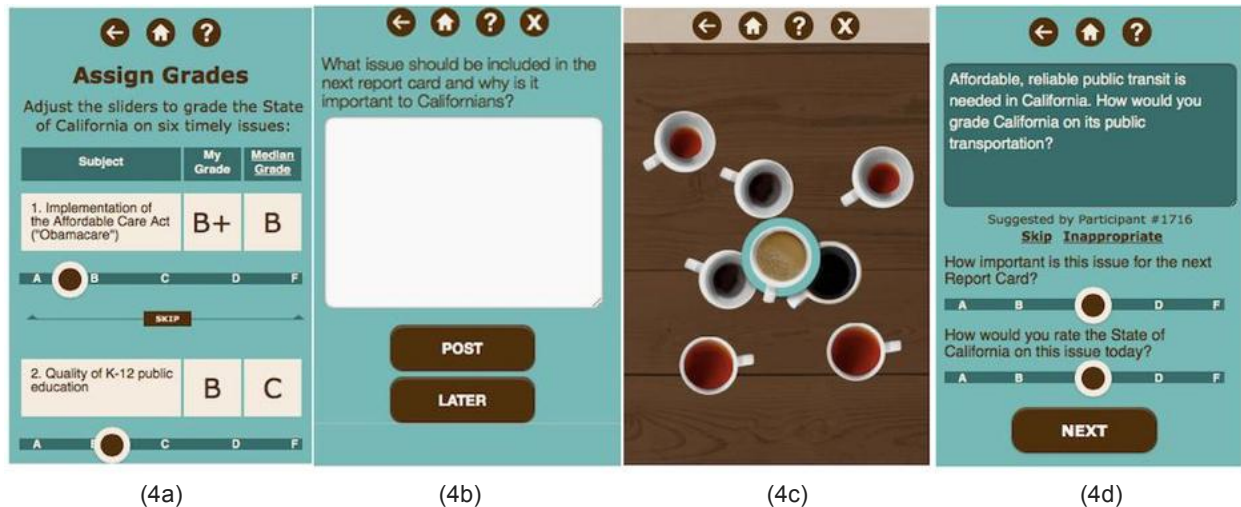 Assign Grades
Adjust the sliders to grade the State
of California on six timely issues:
Subject
My
Grade
Median
Grade
1. Implementation of
the Affordable Care Act
("Obamacare")
B+
B
A B C D F
SKIP
2. Quality of K-12 public
education
B
C
A B C D F
What issue should be included in the
next report card and why is it
important to Californians?
POST
LATER
Affordable, reliable public transit is
needed in California. How would you
grade California on its public
transportation?
Suggested by Participant #1716
Skip Inappropriate
How important is this issue for the next
Report Card?
A B D F
How would you rate the State of
California on this issue today?
A B D F
NEXT
(4a) (4b) (4c) (4d)